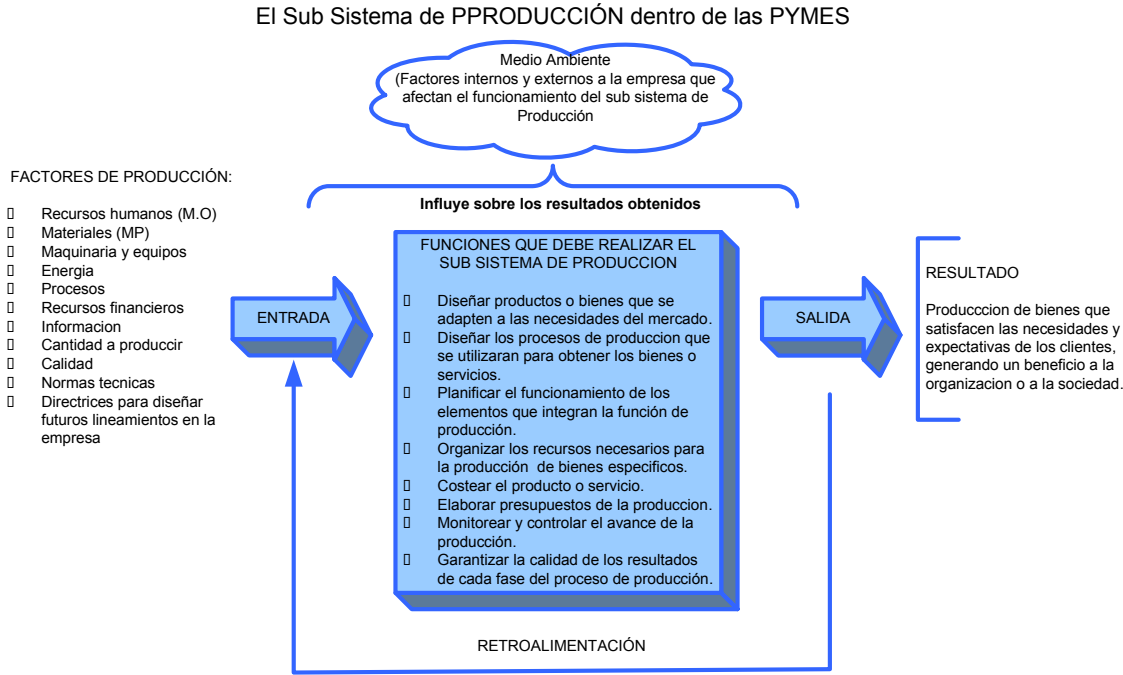 El Sub Sistema de PPRODUCCIÓN dentro de las PYMES
Medio Ambiente
(Factores internos y externos a la empresa que
afectan el funcionamiento del sub sistema de
Producción
Influye sobre los resultados obtenidos
FACTORES DE PRODUCCIÓN:
Recursos humanos (M.O)
Materiales (MP)
Maquinaria y equipos
Energia
Procesos
Recursos financieros
Informacion
Cantidad a produccir
Calidad
Normas tecnicas
Directrices para diseñar
futuros lineamientos en la
empresa
ENTRADA
FUNCIONES QUE DEBE REALIZAR EL
SUB SISTEMA DE PRODUCCION
Diseñar productos o bienes que se
adapten a las necesidades del mercado.
Diseñar los procesos de produccion que
se utilizaran para obtener los bienes o
servicios.
Planificar el funcionamiento de los
elementos que integran la función de
producción.
Organizar los recursos necesarios para
la producción de bienes especificos.
Costear el producto o servicio.
Elaborar presupuestos de la produccion.
Monitorear y controlar el avance de la
producción.
Garantizar la calidad de los resultados
de cada fase del proceso de producción.
SALIDA
RESULTADO
Producccion de bienes que
satisfacen las necesidades y
expectativas de los clientes,
generando un beneficio a la
organizacion o a la sociedad.
RETROALIMENTACIÓN